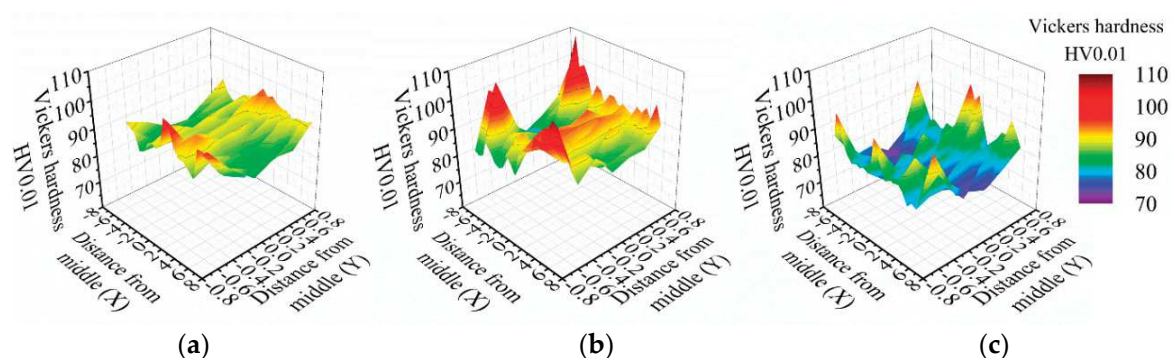 110
100
90
80
70
Vickers hardness
HV0.01
Distance from
middle (X)
Distance from
middle (Y)
(a)
110
100
90
80
70
Vickers hardness
HV0.01
Distance from
middle (X)
Distance from
middle (Y)
(b)
110
100
90
80
70
Vickers hardness
HV0.01
Distance from
middle (X)
Distance from
middle (Y)
(c)
Vickers hardness
HV0.01
110
100
90
80
70